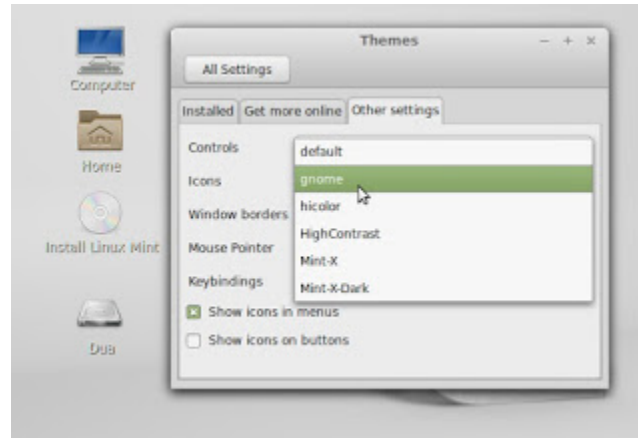 Themes
All Settings
Installed
Get more online
Other settings
Controls
Icons
Window borders
Mouse Pointer
Keybindings
default
gnome
hicolor
HighContrast
Mint-X
Mint-X-Dark
Show icons in menus
Show icons on buttons
Computer
Home
Install Linux Mint
Dua